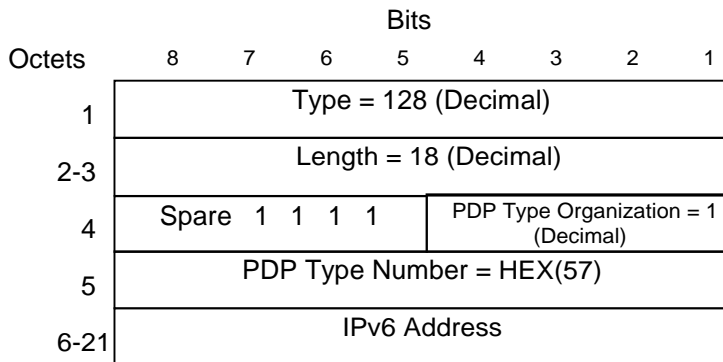 Bits
Octets 8 7 6 5 4 3 2 1
1 Type = 128 (Decimal)
2-3 Length = 18 (Decimal)
4 Spare 1 1 1 1 PDP Type Organization = 1
(Decimal)
5 PDP Type Number = HEX(57)
6-21 IPv6 Address